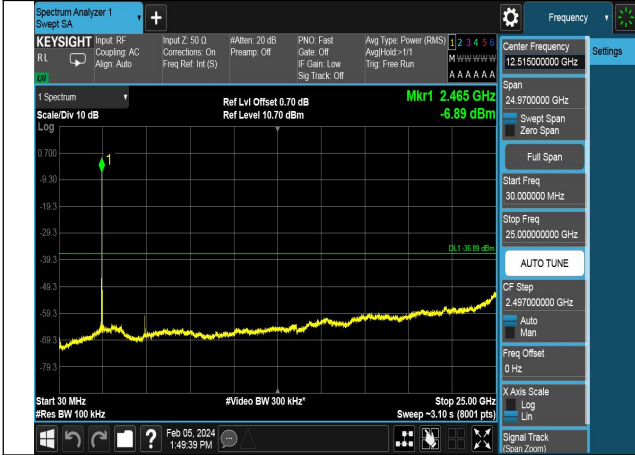 Spectrum Analyzer 1
Swept SA
+
Frequency
KEYSIGHT
RL
Input: RF
Coupling: AC
Align: Auto
Input Z: 50 Ω
Corrections: On
Freq Ref: Int (S)
#Atten: 20 dB
Preamp: Off
PNO: Fast
Gate: Off
IF Gain: Low
Sig Track: Off
Avg Type: Power (RMS)
Avg|Hold:>1/1
Trig: Free Run
1 2 3 4 5 6
M W W W W W
A A A A A A
1 Spectrum
Scale/Div 10 dB
Log
Ref Lvl Offset 0.70 dB
Ref Level 10.70 dBm
Mkr1 2.465 GHz
-6.89 dBm
0.700
-9.30
-19.3
-29.3
-39.3
-49.3
-59.3
-69.3
-79.3
1
DL1 -36.89 dBm
Start 30 MHz
#Res BW 100 kHz
#Video BW 300 kHz*
Stop 25.00 GHz
Sweep ~3.10 s (8001 pts)
?
Feb 05, 2024
1:49:39 PM
Center Frequency
12.515000000 GHz
Settings
Span
24.9700000 GHz
Swept Span
Zero Span
Full Span
Start Freq
30.000000 MHz
Stop Freq
25.000000000 GHz
AUTO TUNE
CF Step
2.497000000 GHz
Auto
Man
Freq Offset
0 Hz
X Axis Scale
Log
Lin
Signal Track
(Span Zoom)